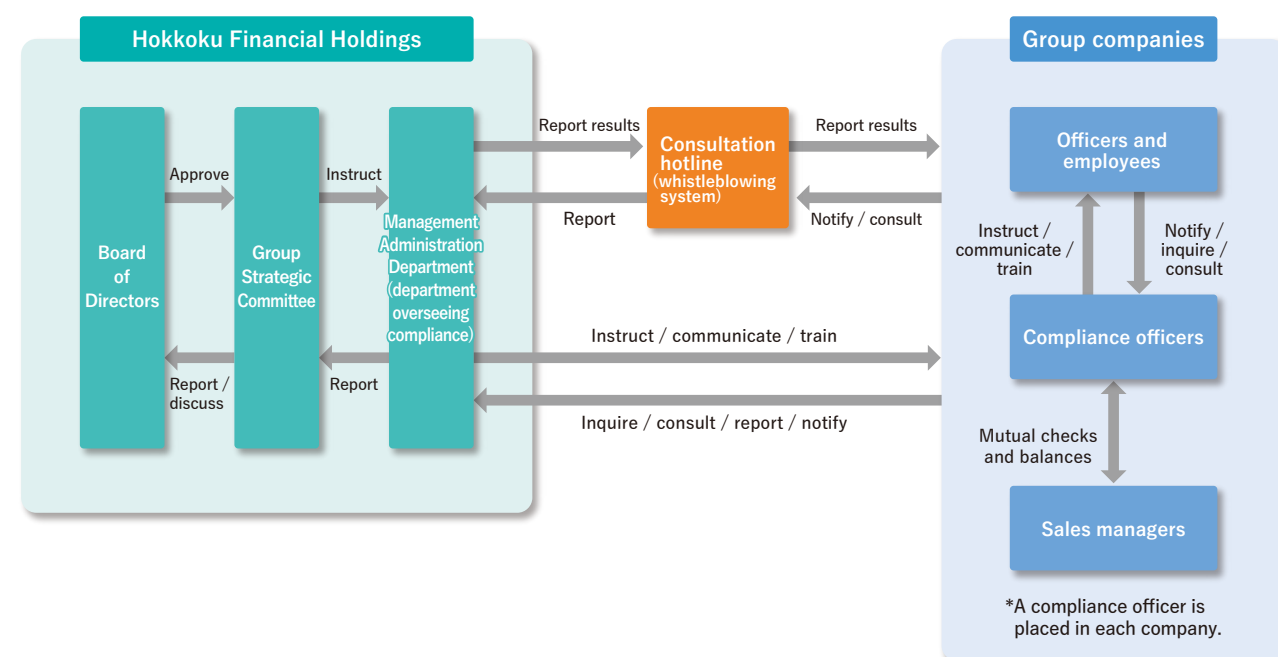 Hokkoku Financial Holdings
Group companies
Board
of
Directors
Approve
Report /
discuss
Group
Strategic
Committee
Instruct
Report
Management
Administration
Department
(department
overseeing
compliance)
Report results
Report
Consultation
hotline
(whistleblowing
system)
Report results
Notify / consult
Instruct / communicate / train
Inquire / consult / report / notify
Officers and
employees
Instruct /
communicate /
train
Notify /
inquire /
consult
Compliance officers
Mutual checks
and balances
Sales managers
*A compliance officer is
placed in each company.